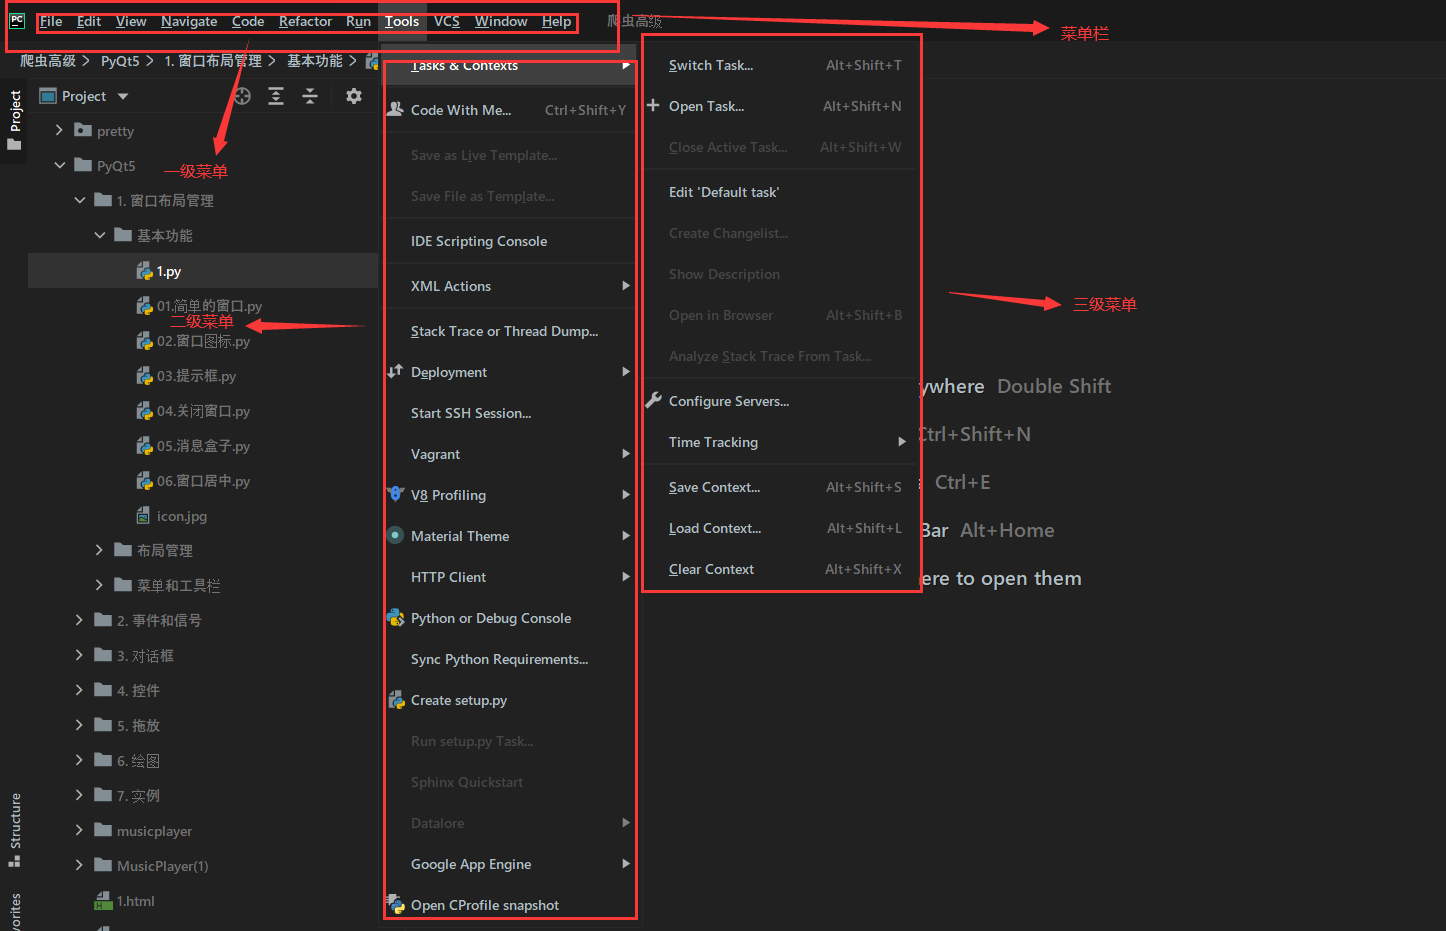 PC File Edit View Navigate Code Refactor Run Tools VCS Window Help 爬虫高级
菜单栏
爬虫高级 PyQt5 1. 窗口布局管理 基本功能
Project
Project
pretty
PyQt5
一级菜单
1. 窗口布局管理
基本功能
1.py
01.简单的窗口.py
二级菜单
02.窗口图标.py
03.提示框.py
04.关闭窗口.py
05.消息盒子.py
06.窗口居中.py
icon.jpg
布局管理
菜单和工具栏
2. 事件和信号
3. 对话框
4. 控件
5. 拖放
6. 绘图
7. 实例
musicplayer
MusicPlayer(1)
H 1.html
Structure
vorites
Tasks & Contexts
Code With Me... Ctrl+Shift+Y
Save as Live Template...
Save File as Template...
IDE Scripting Console
XML Actions
Stack Trace or Thread Dump...
Deployment
Start SSH Session...
Vagrant
V8 Profiling
Material Theme
HTTP Client
Python or Debug Console
Sync Python Requirements...
Create setup.py
Run setup.py Task...
Sphinx Quickstart
Datalore
Google App Engine
Open CProfile snapshot
Switch Task... Alt+Shift+T
Open Task... Alt+Shift+N
Close Active Task... Alt+Shift+W
Edit 'Default task'
Create Changelist...
Show Description
Open in Browser Alt+Shift+B
Analyze Stack Trace From Task...
Configure Servers...
Time Tracking
Save Context... Alt+Shift+S
Load Context... Alt+Shift+L
Clear Context Alt+Shift+X
三级菜单
ywhere Double Shift
Ctrl+Shift+N
Ctrl+E
Bar Alt+Home
ere to open them